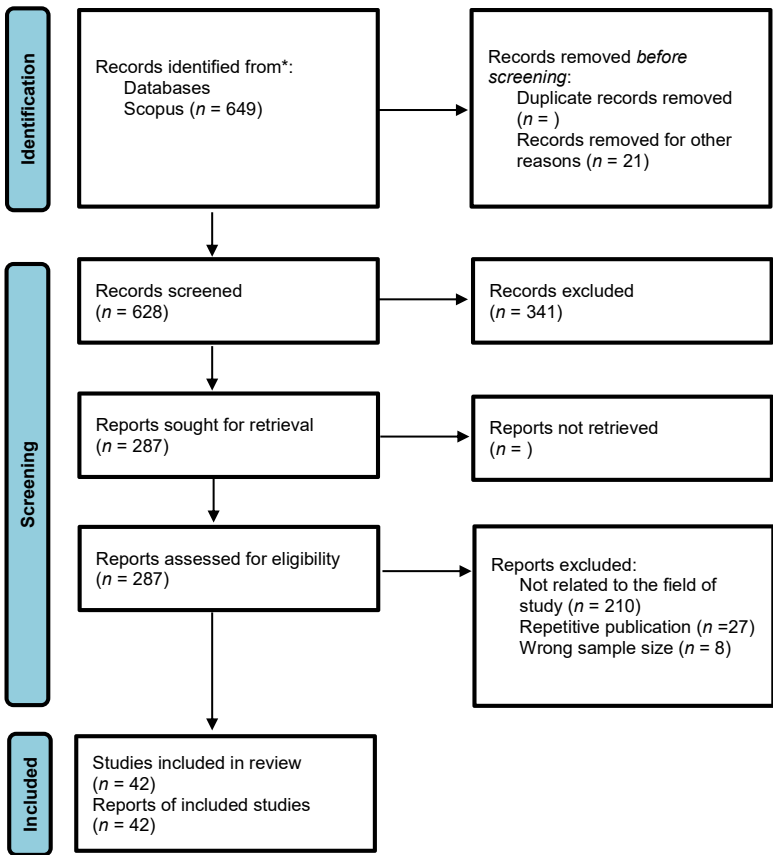 Identification
Records identified from*:
Databases
Scopus (n = 649)
Records removed before
screening:
Duplicate records removed
(n = )
Records removed for other
reasons (n = 21)
Screening
Records screened
(n = 628)
Records excluded
(n = 341)
Reports sought for retrieval
(n = 287)
Reports not retrieved
(n = )
Reports assessed for eligibility
(n = 287)
Reports excluded:
Not related to the field of
study (n = 210)
Repetitive publication (n =27)
Wrong sample size (n = 8)
Included
Studies included in review
(n = 42)
Reports of included studies
(n = 42)